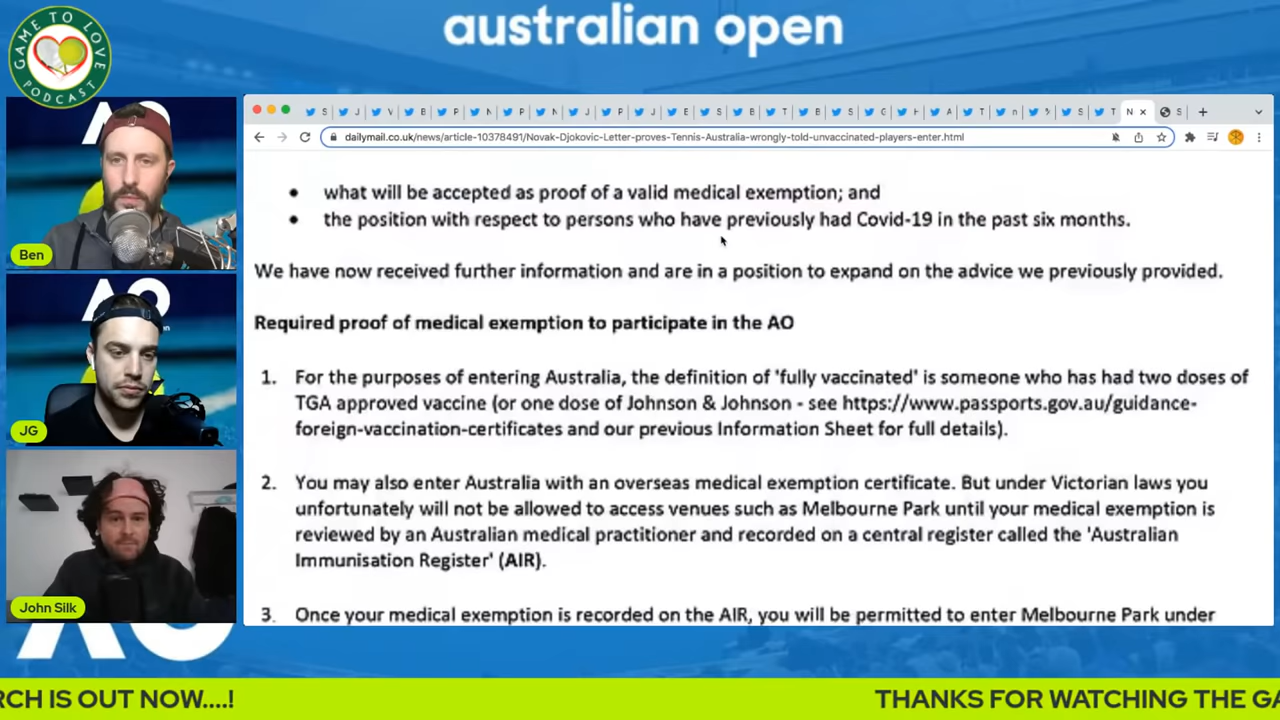 australian open
GAME TO LOVE
PODCAST
Ben
JG
John Silk
dailymail.co.uk/news/article-10378491/Novak-Djokovic-Letter-proves-Tennis-Australia-wrongly-told-unvaccinated-players-enter.html
• what will be accepted as proof of a valid medical exemption; and
• the position with respect to persons who have previously had Covid-19 in the past six months.
We have now received further information and are in a position to expand on the advice we previously provided.
Required proof of medical exemption to participate in the AO
1. For the purposes of entering Australia, the definition of 'fully vaccinated' is someone who has had two doses of
TGA approved vaccine (or one dose of Johnson & Johnson - see https://www.passports.gov.au/guidance-
foreign-vaccination-certificates and our previous Information Sheet for full details).
2. You may also enter Australia with an overseas medical exemption certificate. But under Victorian laws you
unfortunately will not be allowed to access venues such as Melbourne Park until your medical exemption is
reviewed by an Australian medical practitioner and recorded on a central register called the 'Australian
Immunisation Register' (AIR).
3. Once your medical exemption is recorded on the AIR, you will be permitted to enter Melbourne Park under
AO
RCH IS OUT NOW....! THANKS FOR WATCHING THE GA